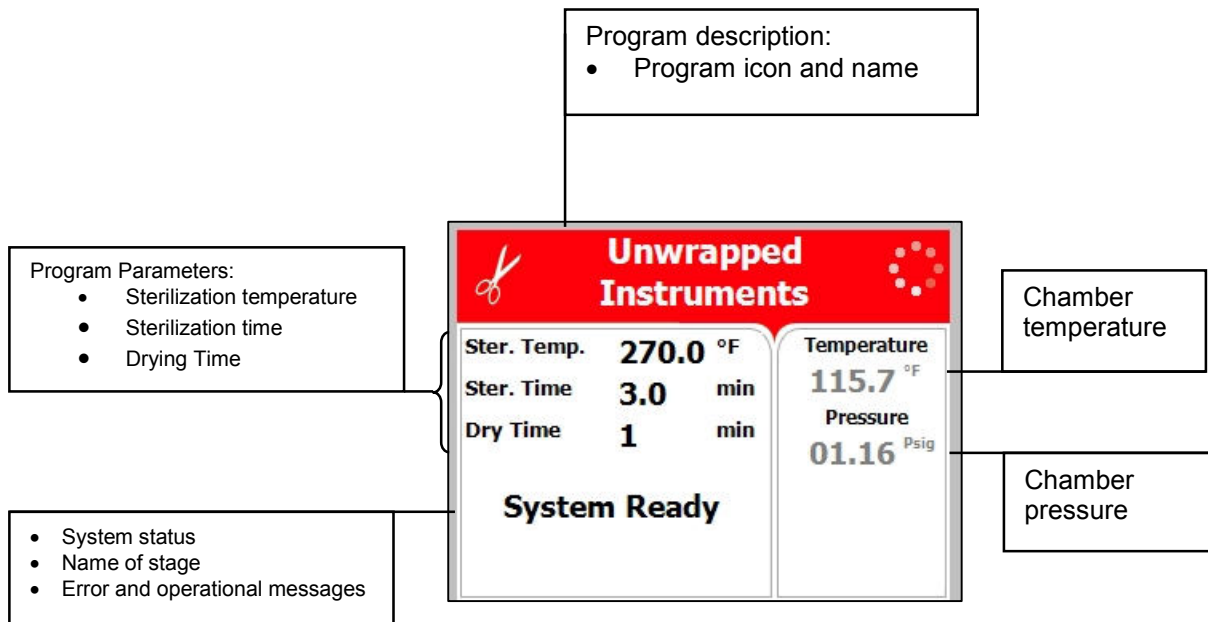 Program description:
• Program icon and name
Program Parameters:
• Sterilization temperature
• Sterilization time
• Drying Time
• System status
• Name of stage
• Error and operational messages
Unwrapped
Instruments
Ster. Temp. 270.0 °F
Ster. Time 3.0 min
Dry Time 1 min
System Ready
Temperature
115.7 °F
Pressure
01.16 Psig
Chamber
temperature
Chamber
pressure